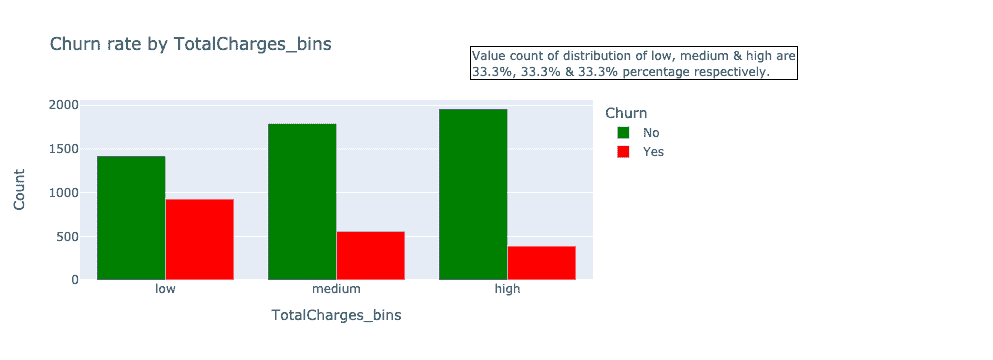 Churn rate by TotalCharges_bins
Value count of distribution of low, medium & high are
33.3%, 33.3% & 33.3% percentage respectively.
Churn
No
Yes
Count
2000
1500
1000
500
0
low
medium
high
TotalCharges_bins